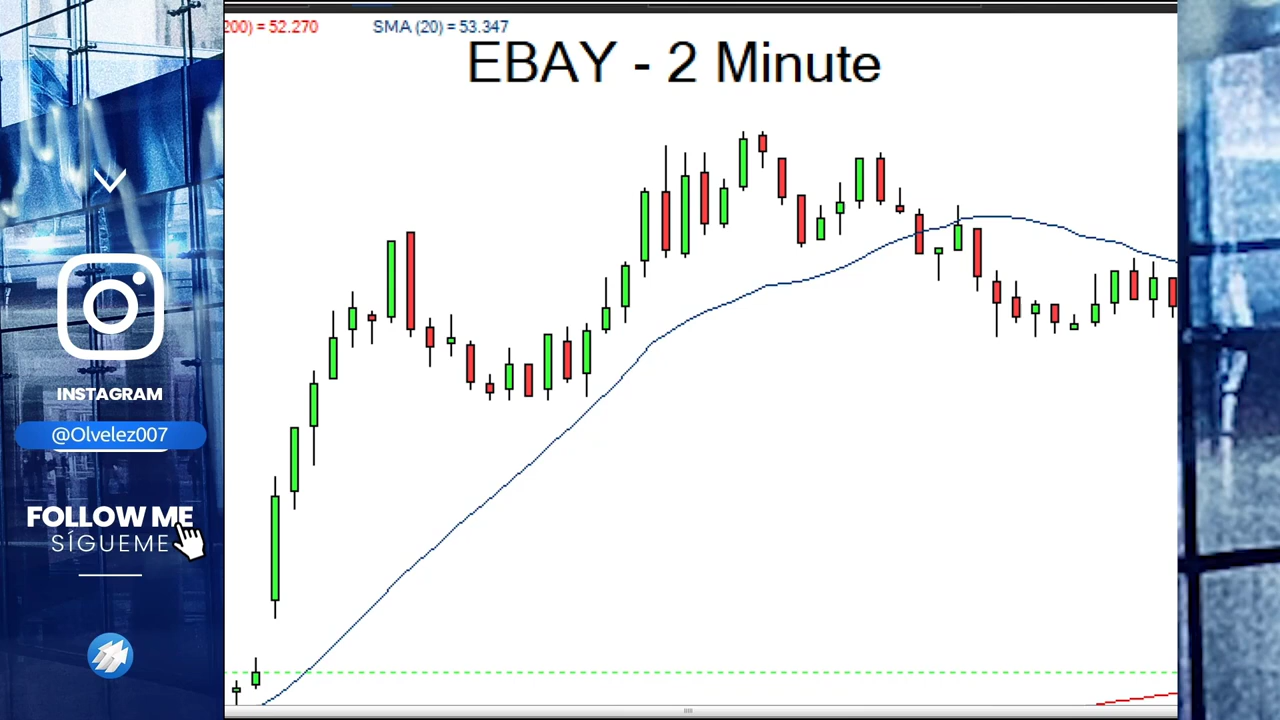 200) = 52.270 SMA (20) = 53.347
EBAY - 2 Minute
INSTAGRAM
@Olvelez007
FOLLOW ME
SÍGUEME